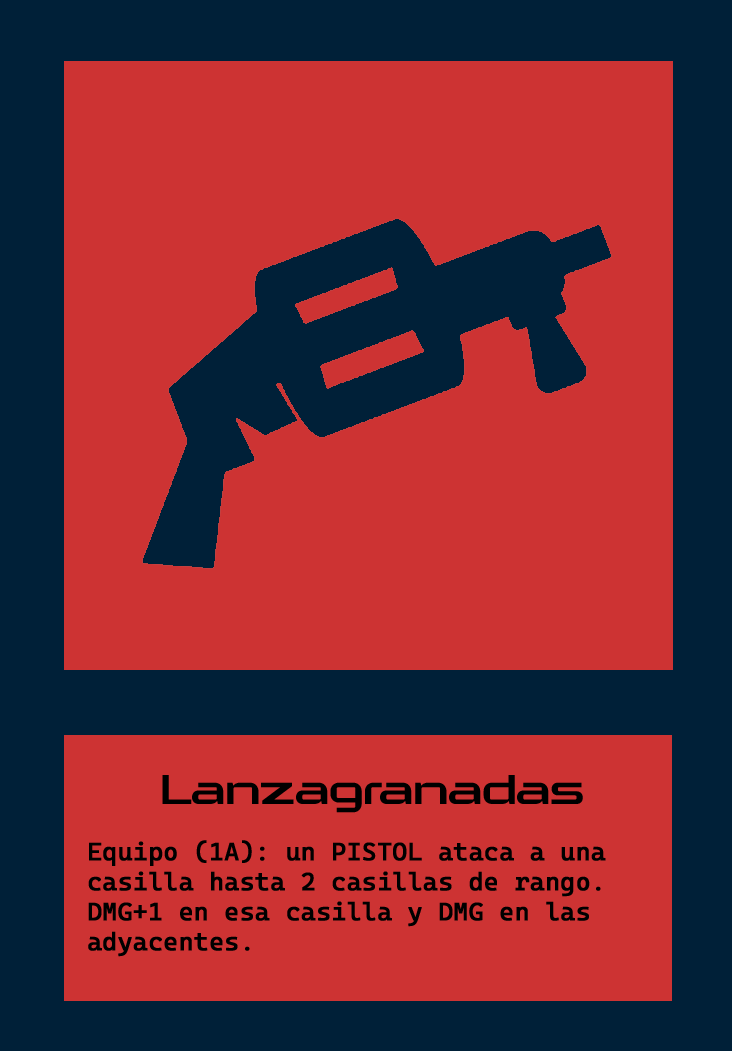 Lanzagranadas
Equipo (1A): un PISTOL ataca a una
casilla hasta 2 casillas de rango.
DMG+1 en esa casilla y DMG en las
adyacentes.